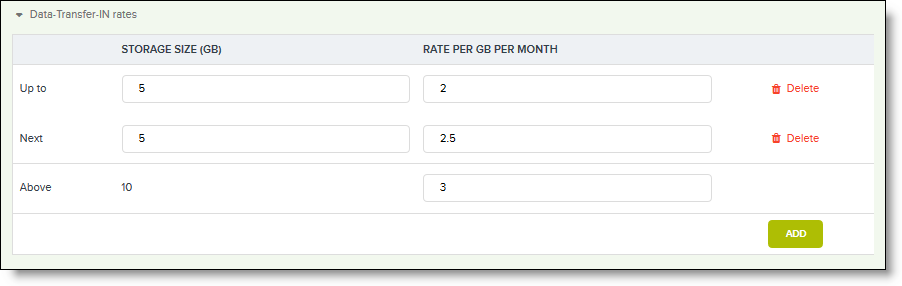 Data-Transfer-IN rates
STORAGE SIZE (GB) RATE PER GB PER MONTH
Up to 5 2 Delete
Next 5 2.5 Delete
Above 10 3
ADD